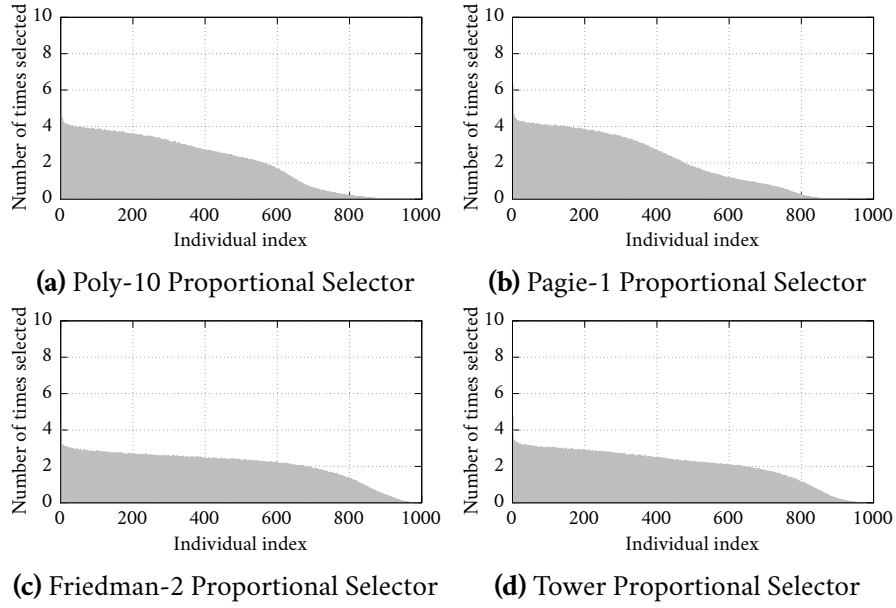 10
8
6
4
2
0
Number of times selected
0 200 400 600 800 1000
Individual index
(a) Poly-10 Proportional Selector
10
8
6
4
2
0
Number of times selected
0 200 400 600 800 1000
Individual index
(b) Pagie-1 Proportional Selector
10
8
6
4
2
0
Number of times selected
0 200 400 600 800 1000
Individual index
(c) Friedman-2 Proportional Selector
10
8
6
4
2
0
Number of times selected
0 200 400 600 800 1000
Individual index
(d) Tower Proportional Selector